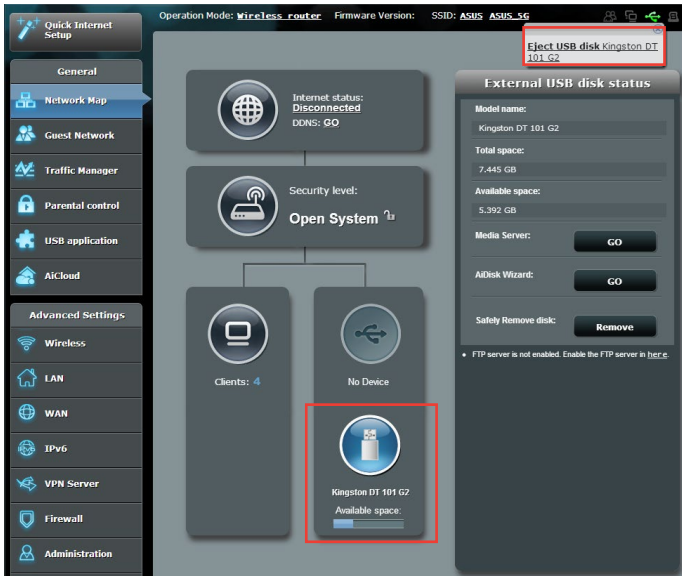 Quick Internet
Setup
Operation Mode: Wireless router Firmware Version: SSID: ASUS ASUS_5G
Eject USB disk Kingston DT
101 G2
General
Network Map
Guest Network
Traffic Manager
Parental control
USB application
AiCloud
Advanced Settings
Wireless
LAN
WAN
IPv6
VPN Server
Firewall
Administration
Internet status:
Disconnected
DDNS: GO
Security level:
Open System
Clients: 4
No Device
Kingston DT 101 G2
Available space:
External USB disk status
Model name:
Kingston DT 101 G2
Total space:
7.445 GB
Available space:
5.392 GB
Media Server: GO
AiDisk Wizard: GO
Safely Remove disk: Remove
• FTP server is not enabled. Enable the FTP server in here.